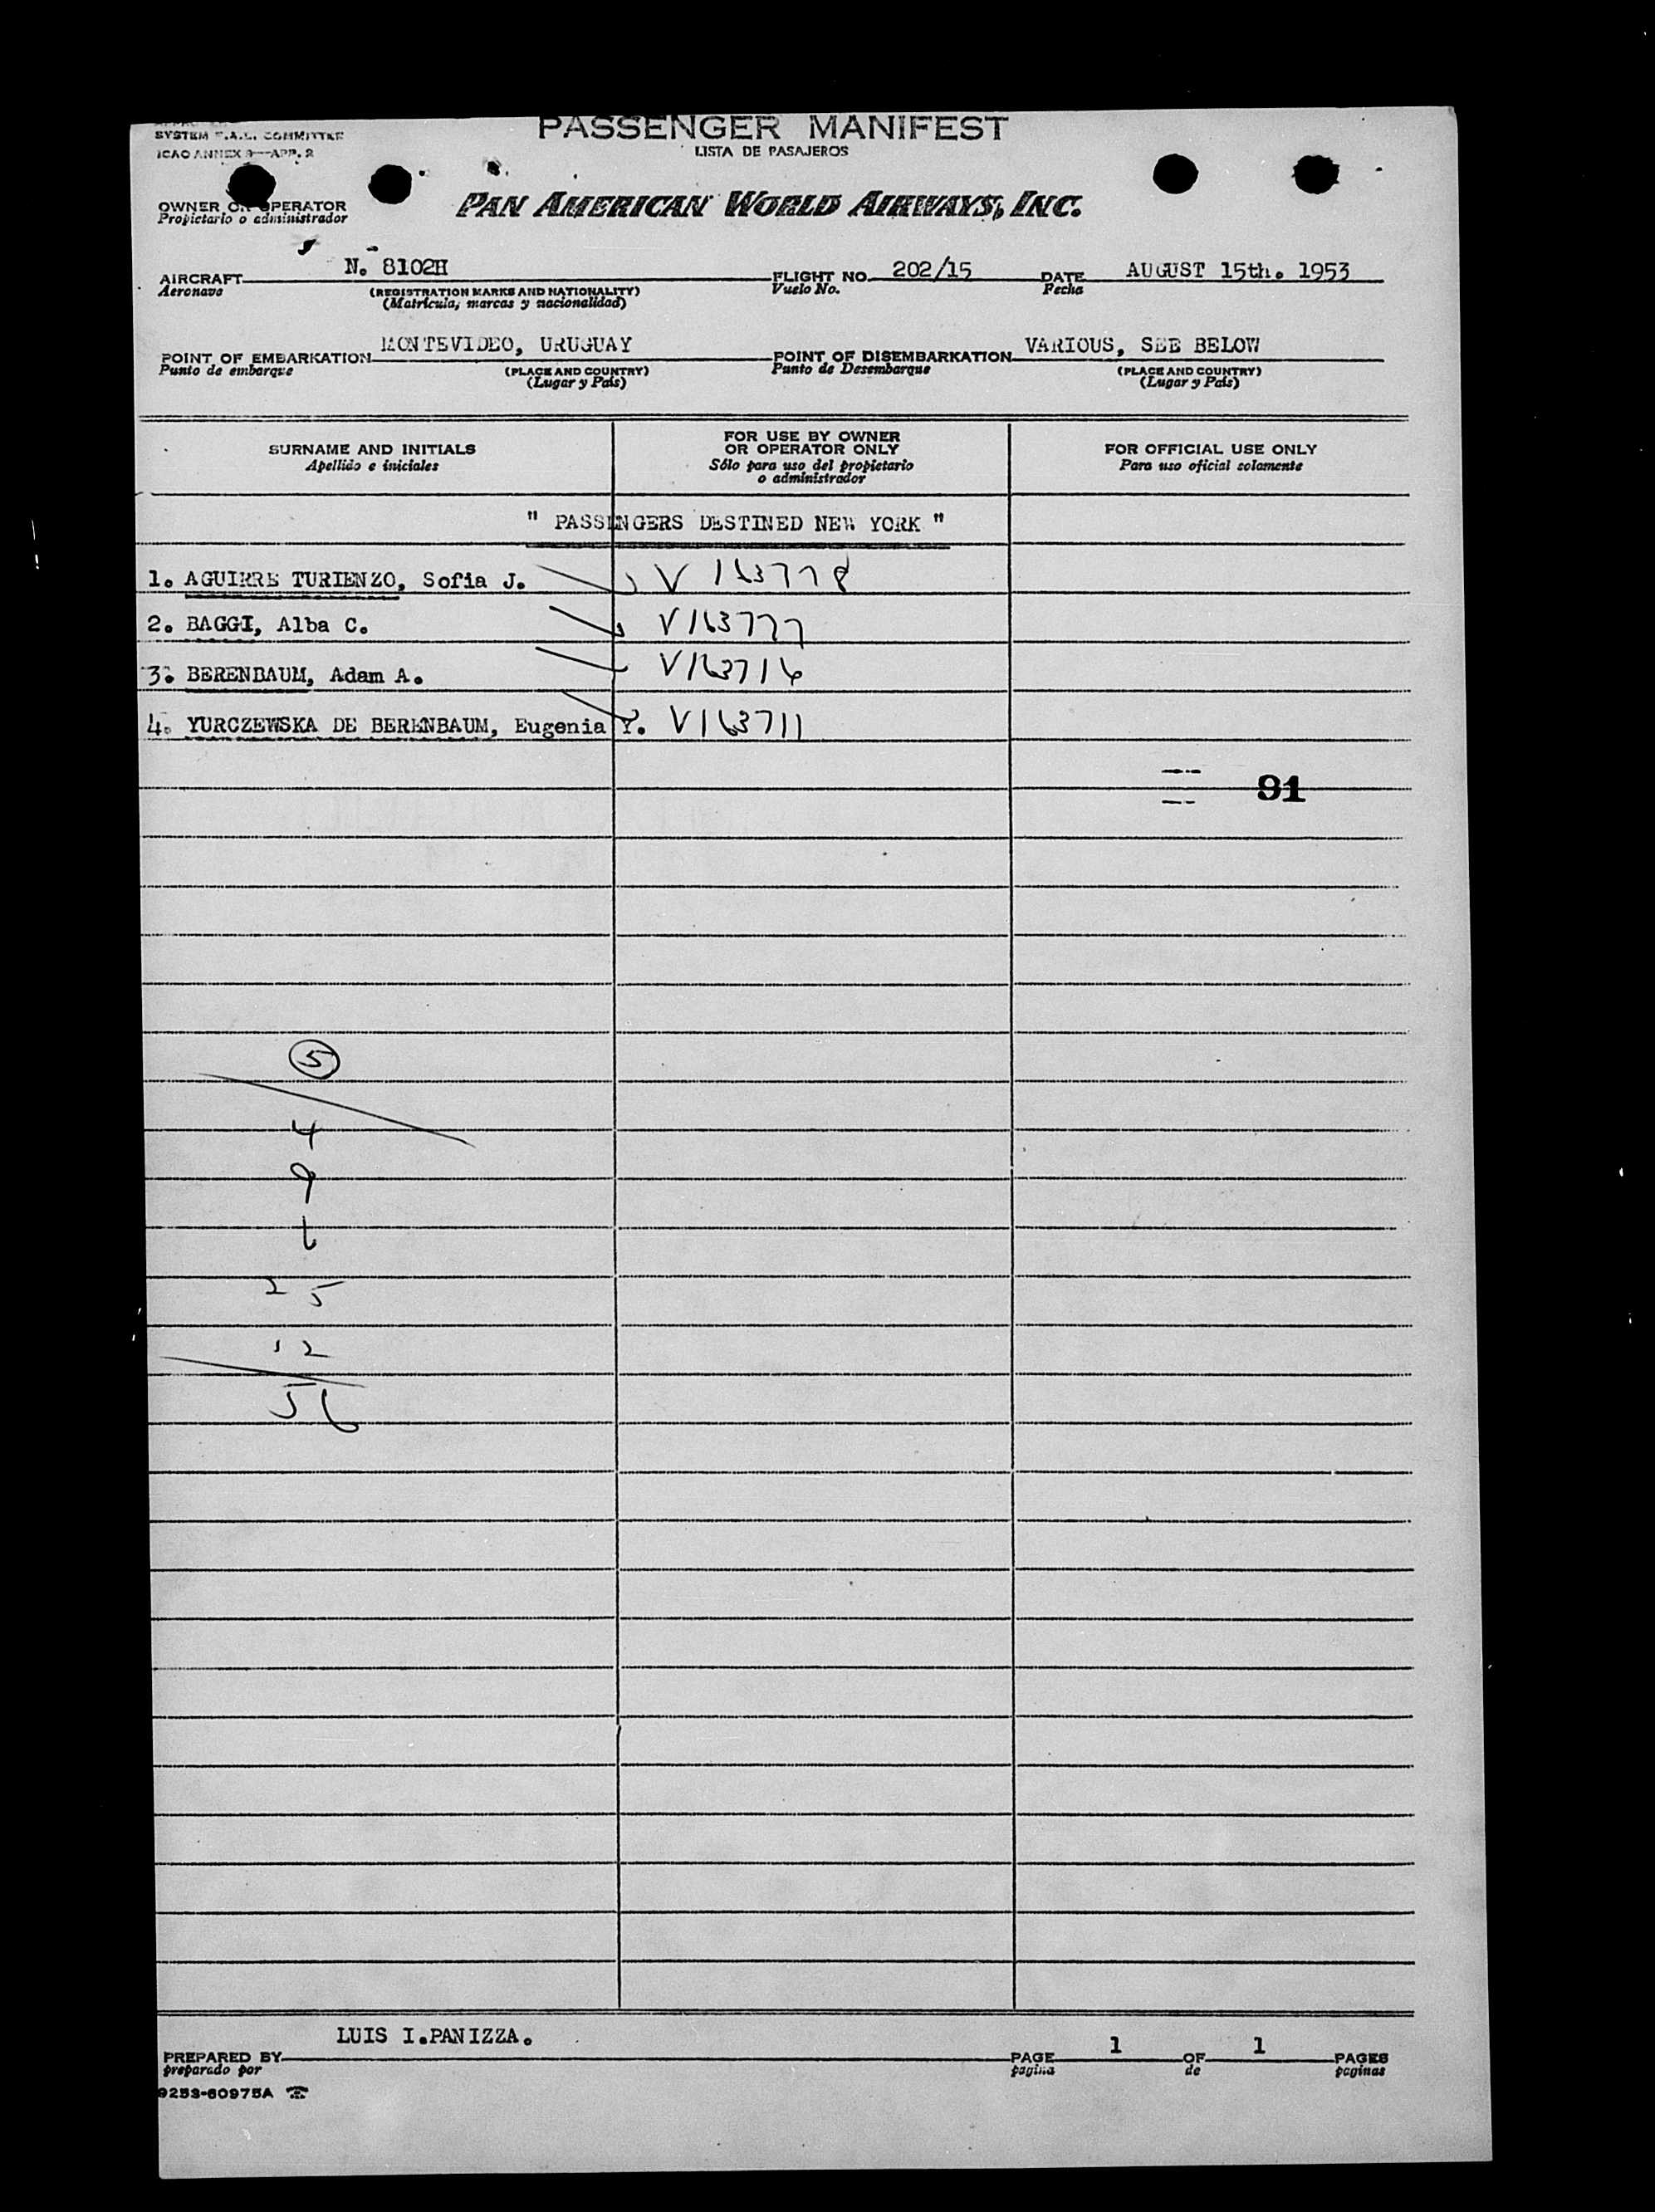 SYSTEM F.A.L. COMMITTEE
ICAO ANNEX 9—APP. 2
PASSENGER MANIFEST
LISTA DE PASAJEROS
OWNER OR OPERATOR
Propietario o administrador
PAN AMERICAN WORLD AIRWAYS, INC.
AIRCRAFT N. 8102H FLIGHT NO. 202/15 DATE AUGUST 15th. 1953
Aeronave (REGISTRATION MARKS AND NATIONALITY) Vuelo No. Fecha
(Matrícula, marcas y nacionalidad)
POINT OF EMBARKATION MONTEVIDEO, URUGUAY POINT OF DISEMBARKATION VARIOUS, SEE BELOW
Punto de embarque (PLACE AND COUNTRY) Punto de Desembarque (PLACE AND COUNTRY)
(Lugar y País) (Lugar y País)
SURNAME AND INITIALS
Apellido e iniciales
FOR USE BY OWNER
OR OPERATOR ONLY
Sólo para uso del propietario
o administrador
FOR OFFICIAL USE ONLY
Para uso oficial solamente
" PASSENGERS DESTINED NEW YORK "
1. AGUIRRE TURIENZO, Sofia J. V 163778
2. BAGGI, Alba C. V163777
3. BERENBAUM, Adam A. V163716
4. YURCZEWSKA DE BERENBAUM, Eugenia Y. V163711
91
5
4
9
6
25
12
56
LUIS I.PANIZZA.
PREPARED BY PAGE 1 OF 1 PAGES
preparado por pagina de paginas
9253-60975A